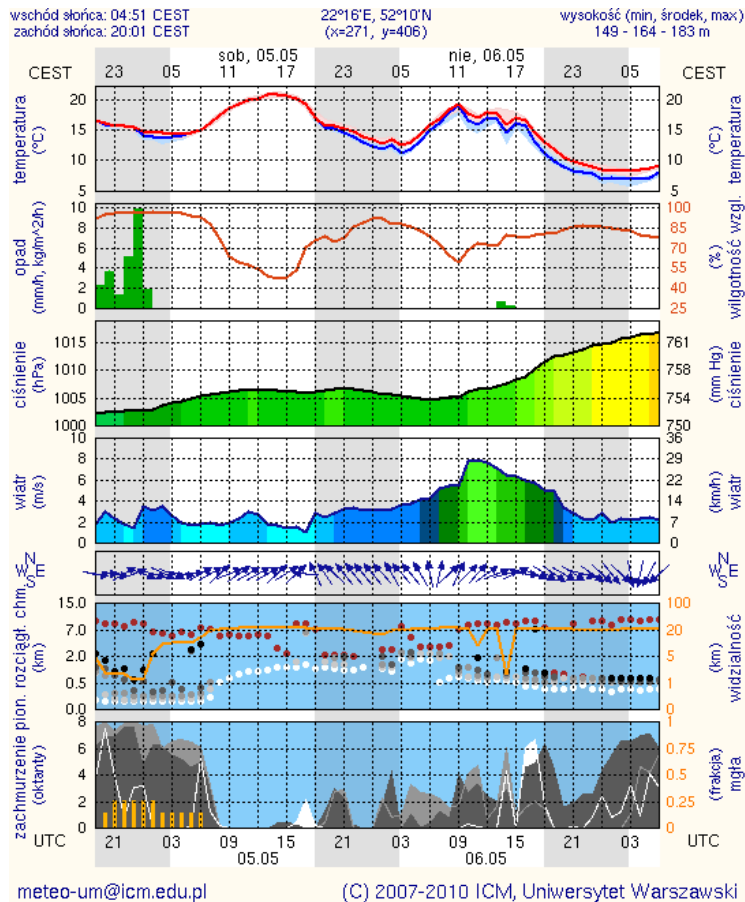 wschód słońca: 04:51 CEST 22°16'E, 52°10'N wysokość (min, środek, max)
zachód słońca: 20:01 CEST (x=271, y=406) 149 - 164 - 183 m
sob, 05.05 nie, 06.05
CEST 23 05 11 17 23 05 11 17 23 05 CEST
temperatura (°C) 20 15 10 5 20 15 10 5 temperatura (°C)
opad (mm/h, kg/m^2/h) 10 8 6 4 2 0 100 85 70 55 40 25 wilgotność wzgl. (%)
ciśnienie (hPa) 1015 1010 1005 1000 761 758 754 750 ciśnienie (mm Hg)
wiatr (m/s) 10 8 6 4 2 0 36 29 22 14 7 0 wiatr (km/h)
N W E S N W E S
pion. rozciągł. chm. (km) 15.0 7.0 2.0 0.5 0.0 100 20 5 1 0 widzialność (km)
zachmurzenie (oktanty) 8 6 4 2 0 1 0.75 0.5 0.25 0 mgła (frakcja)
UTC 21 03 09 15 21 03 09 15 21 03 UTC
05.05 06.05
meteo-um@icm.edu.pl (C) 2007-2010 ICM, Uniwersytet Warszawski